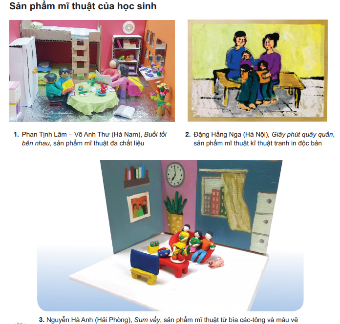 Sản phẩm mĩ thuật của học sinh
1. Phan Tịnh Lâm – Võ Anh Thư (Hà Nam), Buổi tối
bên nhau, sản phẩm mĩ thuật đa chất liệu
2. Đặng Hằng Nga (Hà Nội), Giây phút quây quần,
sản phẩm mĩ thuật kĩ thuật tranh in độc bản
3. Nguyễn Hà Anh (Hải Phòng), Sum vầy, sản phẩm mĩ thuật từ bìa các-tông và màu vẽ